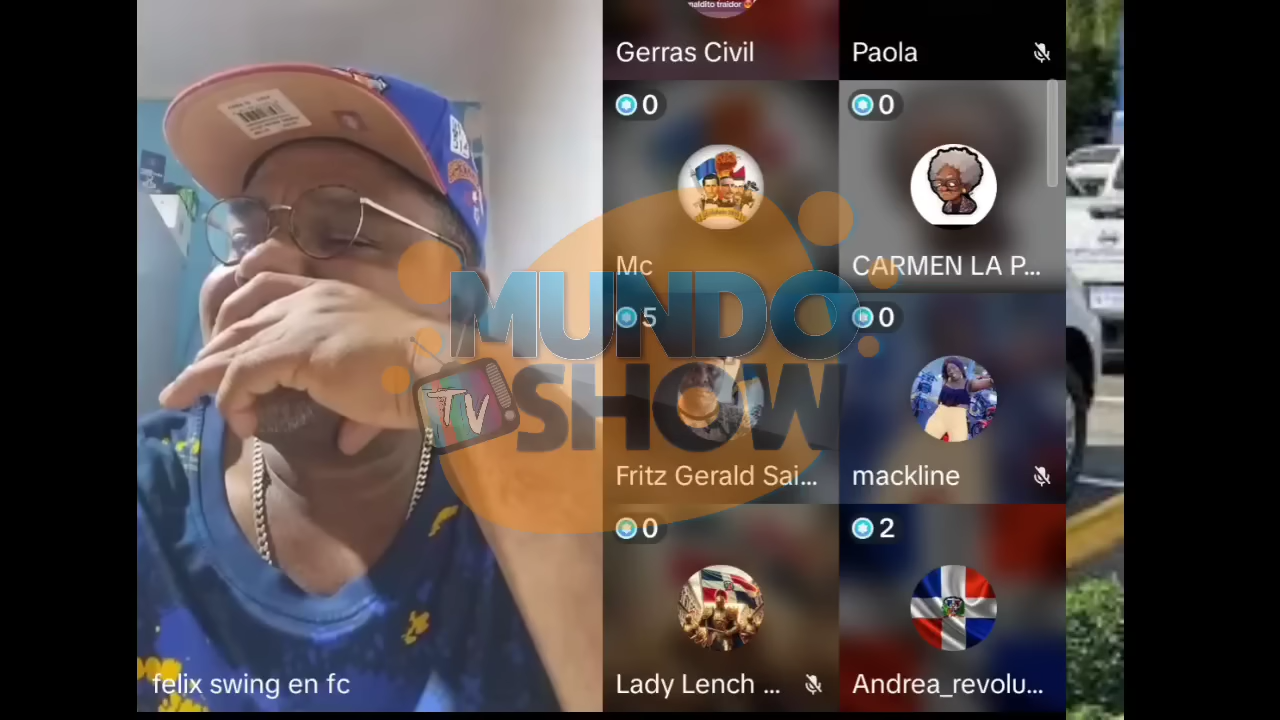 maldito traidor
Gerras Civil
Paola
0
0
Mc
CARMEN LA P...
5
0
Fritz Gerald Sai...
mackline
0
2
Lady Lench ...
Andrea_revolu...
felix swing en fc
MUNDO
TV
SHOW